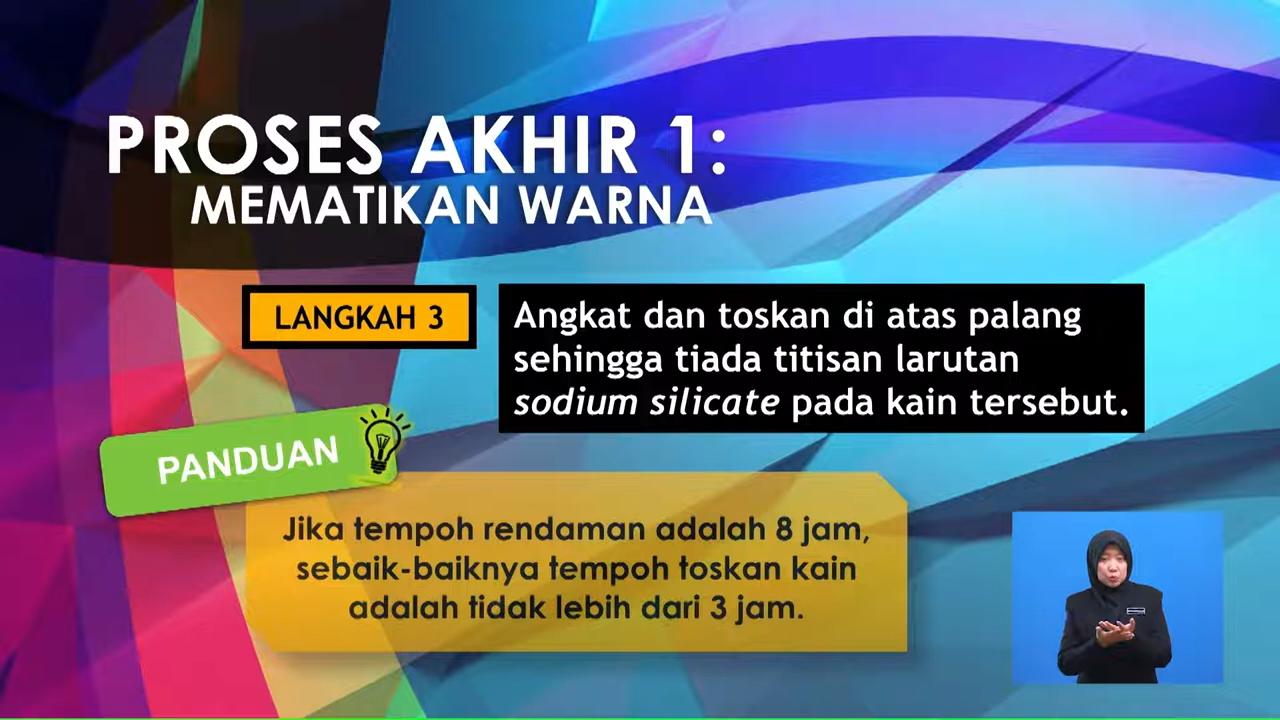 PROSES AKHIR 1:
MEMATIKAN WARNA
LANGKAH 3
Angkat dan toskan di atas palang
sehingga tiada titisan larutan
sodium silicate pada kain tersebut.
PANDUAN
Jika tempoh rendaman adalah 8 jam,
sebaik-baiknya tempoh toskan kain
adalah tidak lebih dari 3 jam.